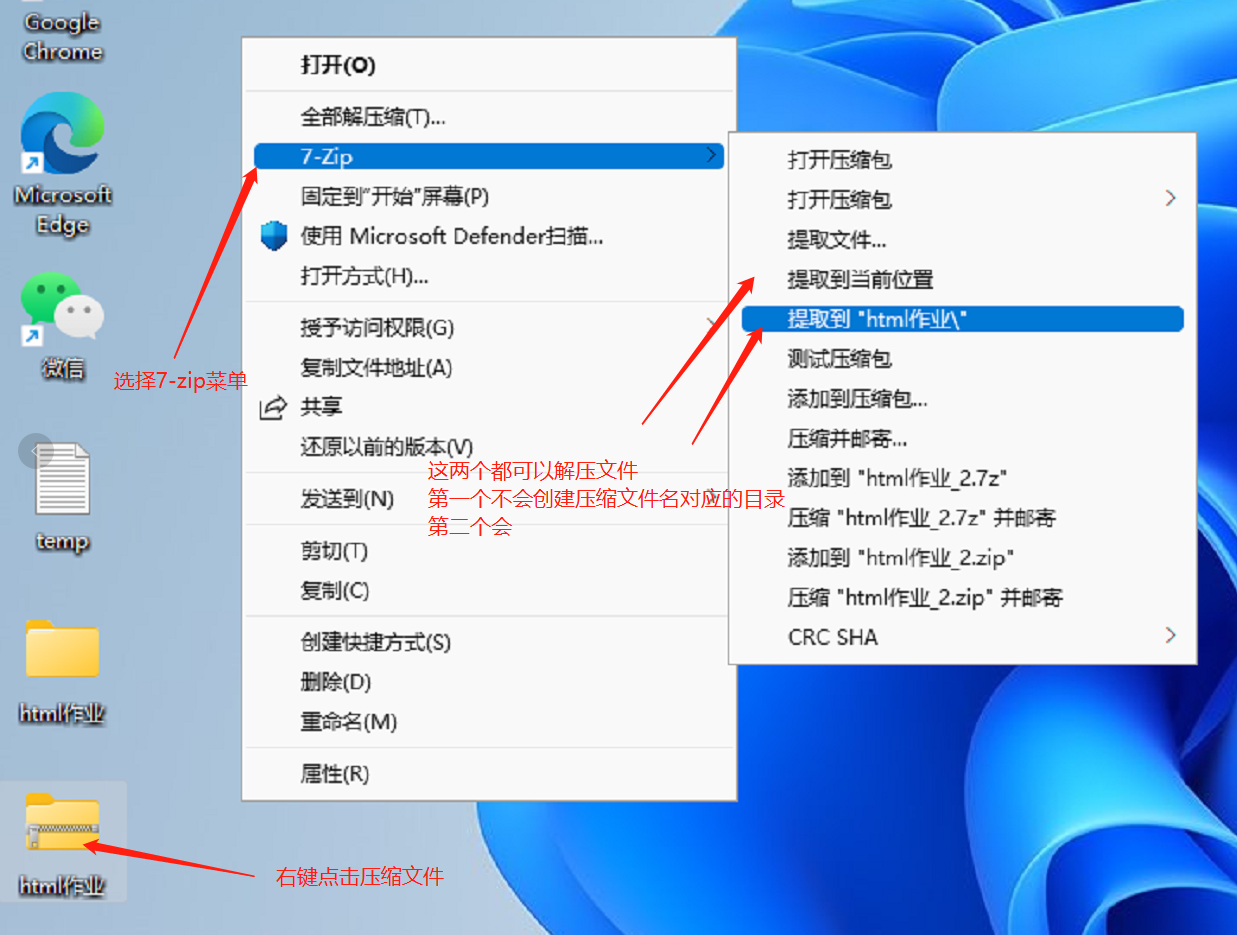 Google
Chrome
Microsoft
Edge
微信
temp
html作业
html作业
打开(O)
全部解压缩(T)...
7-Zip
固定到"开始"屏幕(P)
使用 Microsoft Defender扫描...
打开方式(H)...
授予访问权限(G)
复制文件地址(A)
共享
还原以前的版本(V)
发送到(N)
剪切(T)
复制(C)
创建快捷方式(S)
删除(D)
重命名(M)
属性(R)
打开压缩包
打开压缩包
提取文件...
提取到当前位置
提取到 "html作业\"
测试压缩包
添加到压缩包...
压缩并邮寄...
添加到 "html作业_2.7z"
压缩 "html作业_2.7z" 并邮寄
添加到 "html作业_2.zip"
压缩 "html作业_2.zip" 并邮寄
CRC SHA
选择7-zip菜单
这两个都可以解压文件
第一个不会创建压缩文件名对应的目录
第二个会
右键点击压缩文件